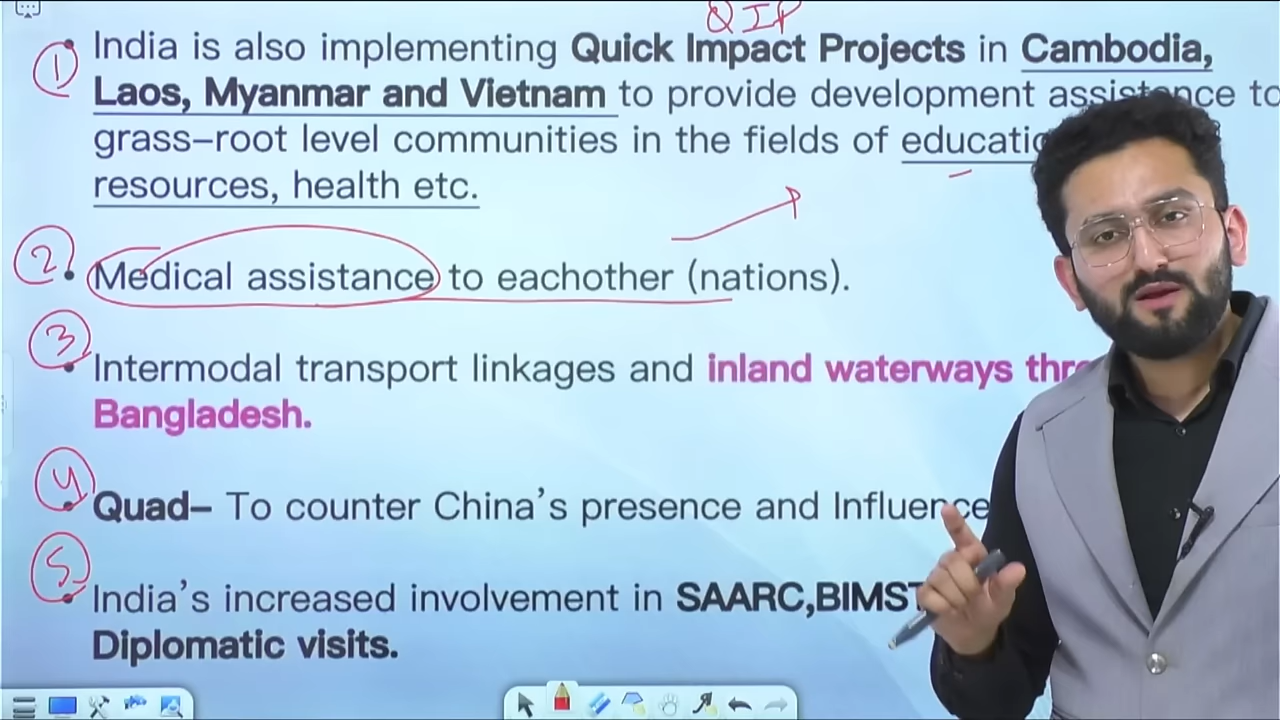 QIP
① India is also implementing Quick Impact Projects in Cambodia,
Laos, Myanmar and Vietnam to provide development assistance to
grass-root level communities in the fields of
resources, health etc.
② Medical assistance to eachother (nations).
③ Intermodal transport linkages and inland waterways
Bangladesh.
④ Quad– To counter China's presence and Influence
⑤ India's increased involvement in SAARC,
Diplomatic visits.